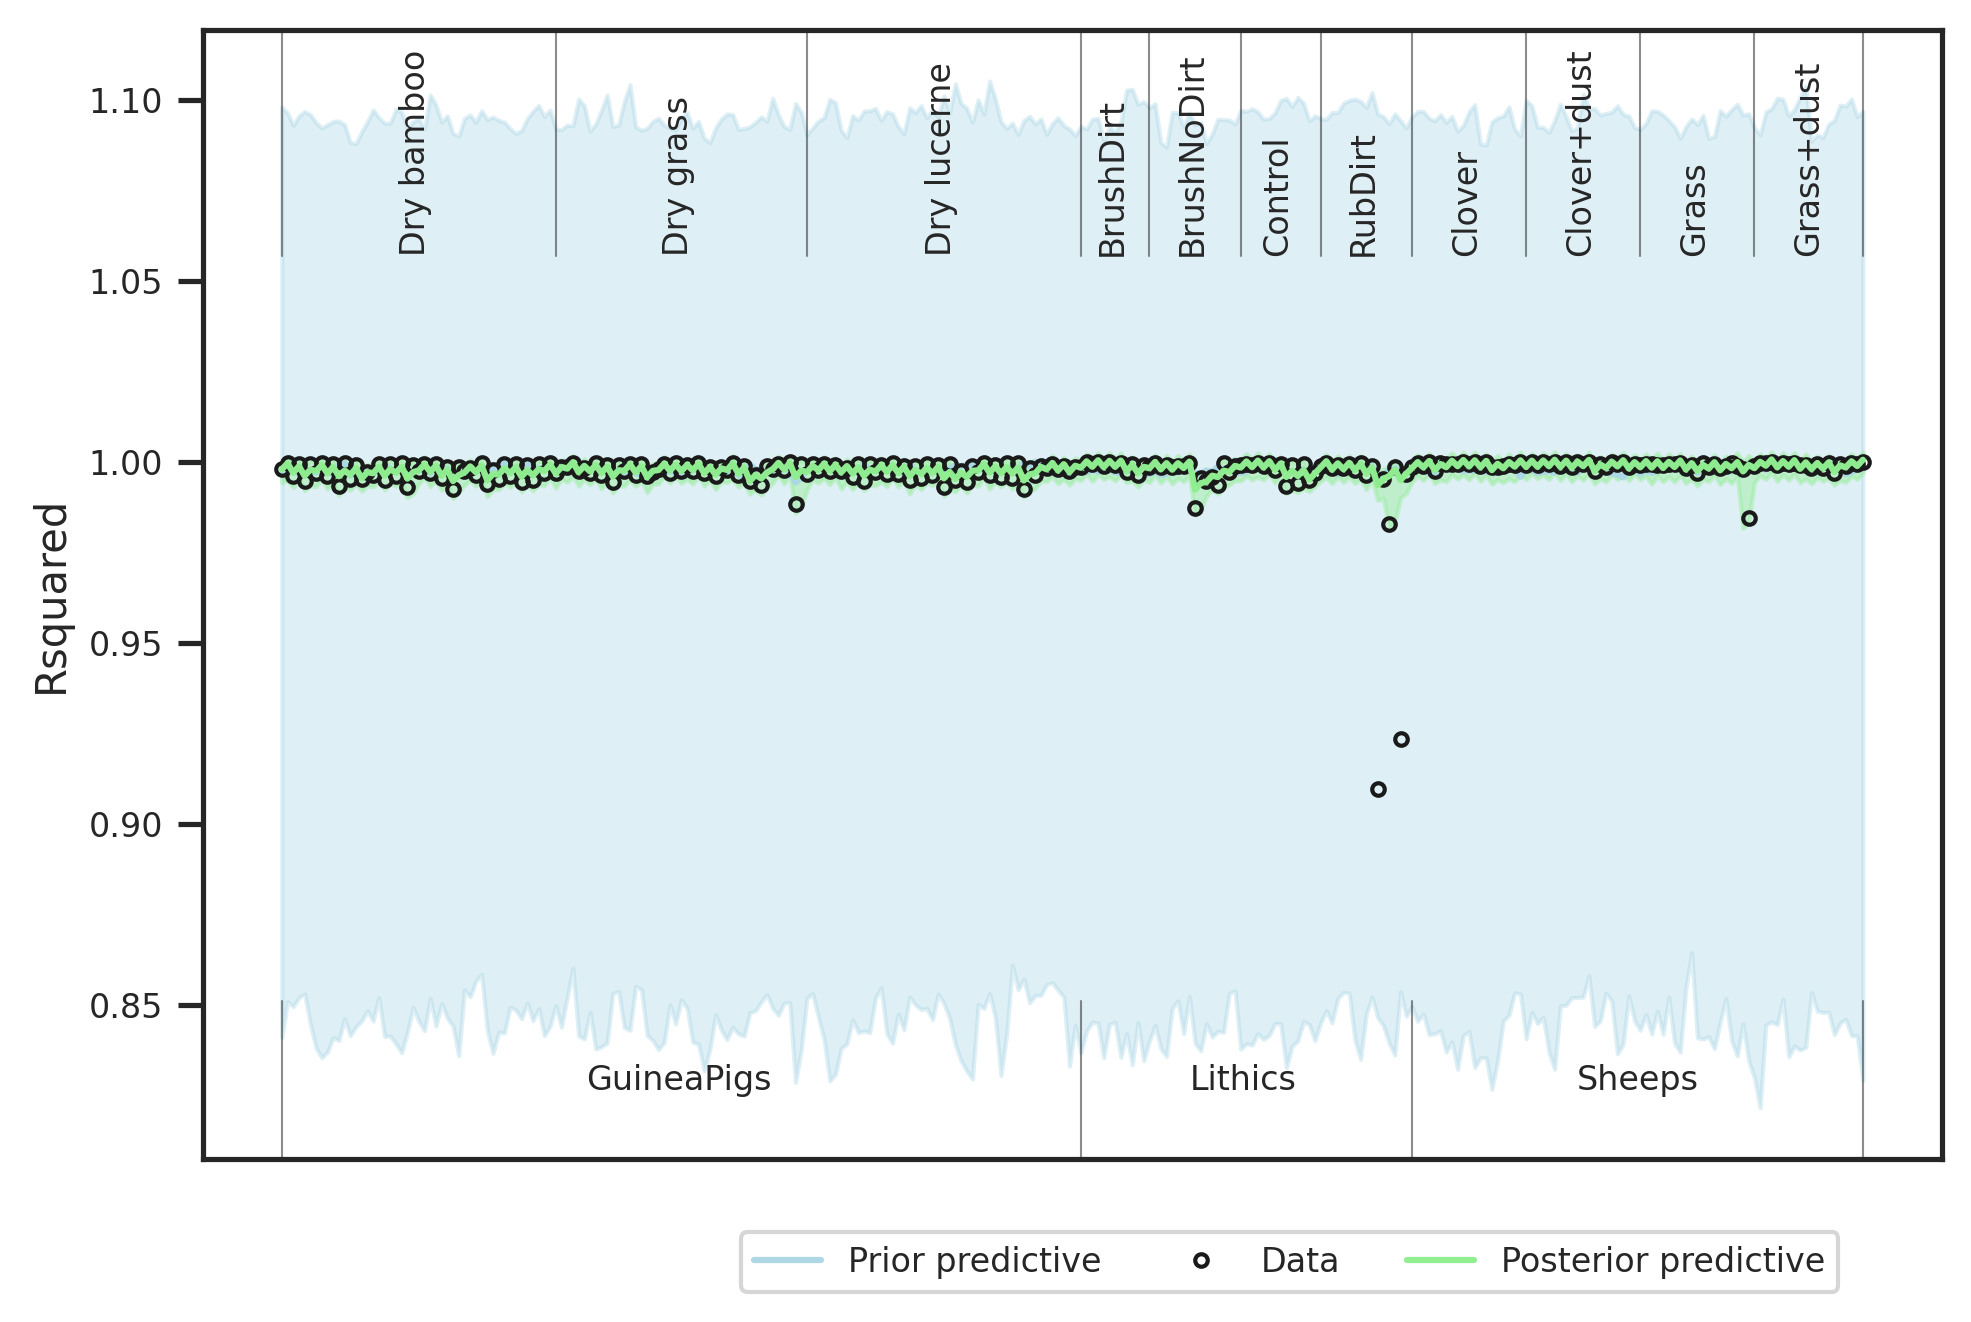 Rsquared
1.10
1.05
1.00
0.95
0.90
0.85
Dry bamboo
Dry grass
Dry lucerne
BrushDirt
BrushNoDirt
Control
RubDirt
Clover
Clover+dust
Grass
Grass+dust
GuineaPigs
Lithics
Sheeps
Prior predictive
Data
Posterior predictive